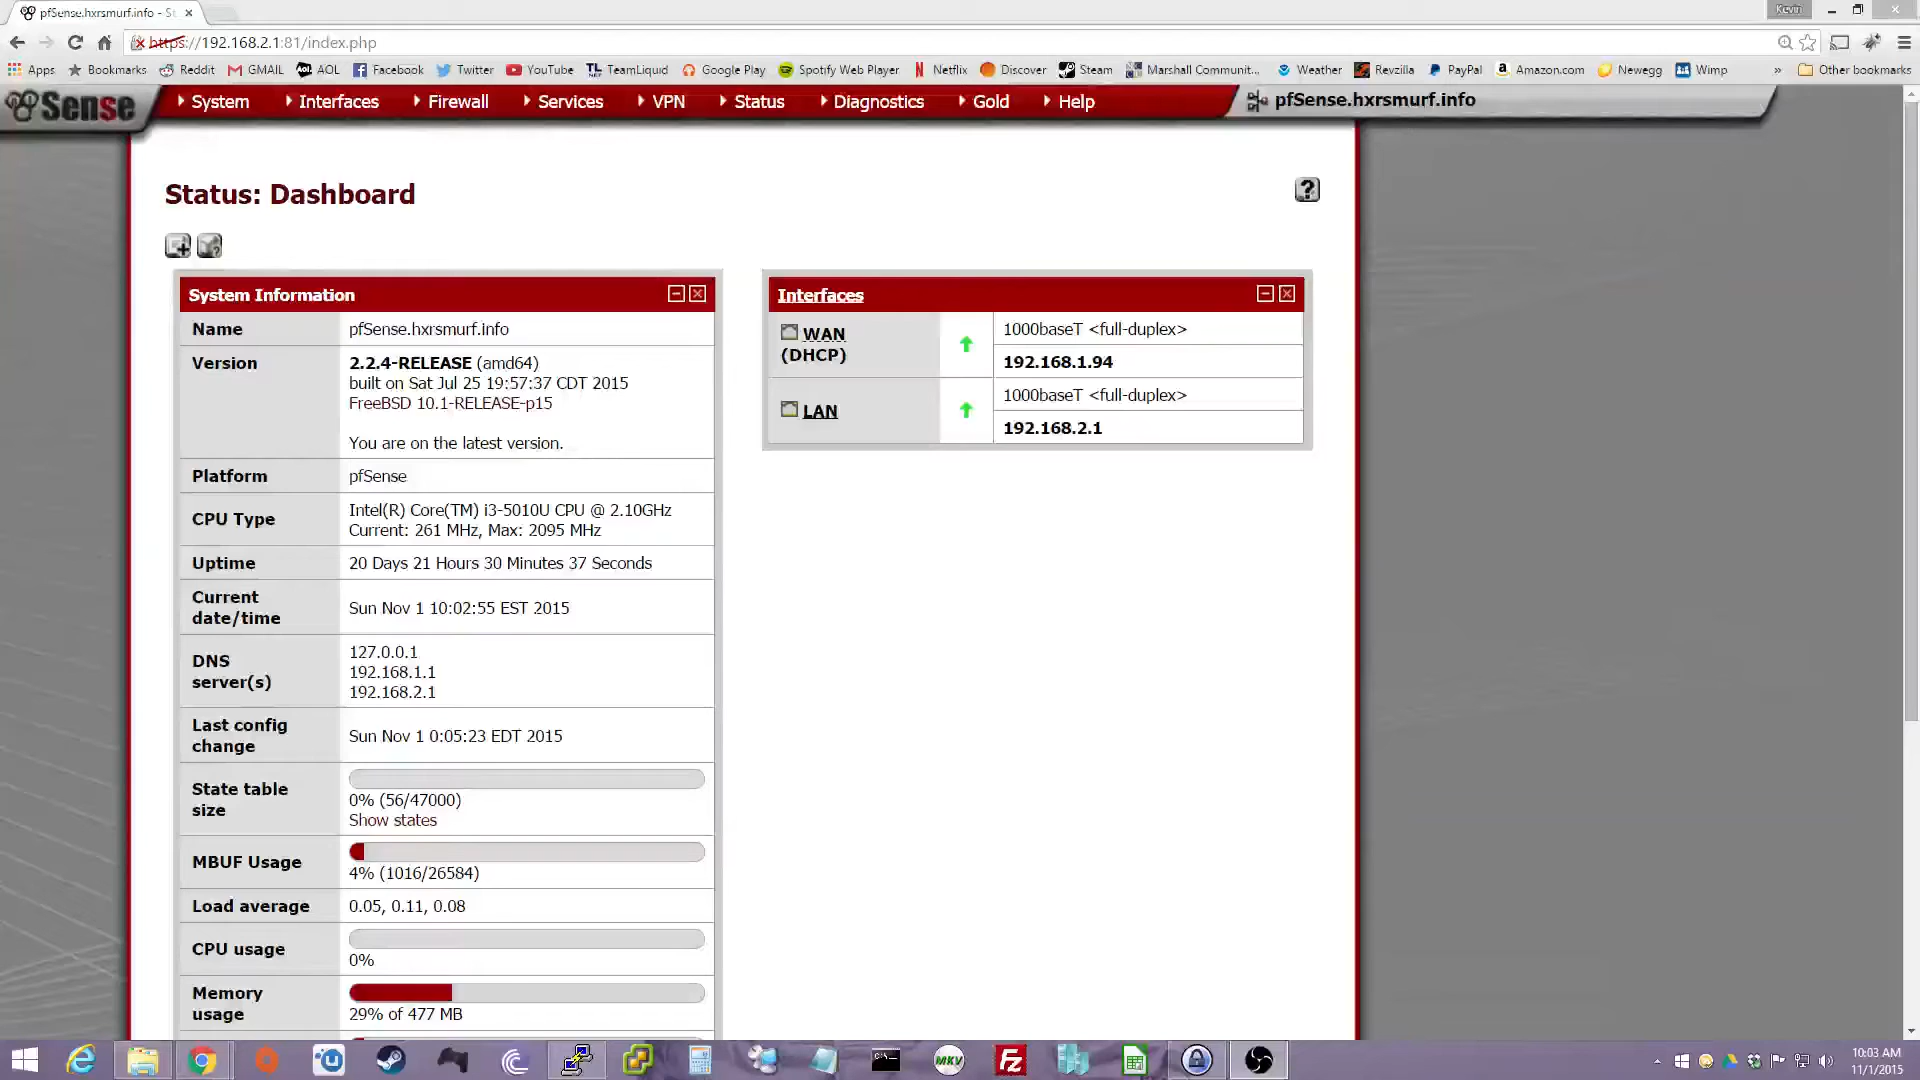 pfSense.hxrsmurf.info - St
Kevin
https://192.168.2.1:81/index.php
Apps Bookmarks Reddit GMAIL AOL Facebook Twitter YouTube TeamLiquid Google Play Spotify Web Player Netflix Discover Steam Marshall Communit... Weather Revzilla PayPal Amazon.com Newegg Wimp » Other bookmarks
Sense System Interfaces Firewall Services VPN Status Diagnostics Gold Help pfSense.hxrsmurf.info
Status: Dashboard
System Information
Name pfSense.hxrsmurf.info
Version 2.2.4-RELEASE (amd64)
built on Sat Jul 25 19:57:37 CDT 2015
FreeBSD 10.1-RELEASE-p15
You are on the latest version.
Platform pfSense
CPU Type Intel(R) Core(TM) i3-5010U CPU @ 2.10GHz
Current: 261 MHz, Max: 2095 MHz
Uptime 20 Days 21 Hours 30 Minutes 37 Seconds
Current date/time Sun Nov 1 10:02:55 EST 2015
DNS server(s) 127.0.0.1
192.168.1.1
192.168.2.1
Last config change Sun Nov 1 0:05:23 EDT 2015
State table size 0% (56/47000)
Show states
MBUF Usage 4% (1016/26584)
Load average 0.05, 0.11, 0.08
CPU usage 0%
Memory usage 29% of 477 MB
Interfaces
WAN (DHCP) 1000baseT <full-duplex>
192.168.1.94
LAN 1000baseT <full-duplex>
192.168.2.1
MKV
Fz
10:03 AM
11/1/2015